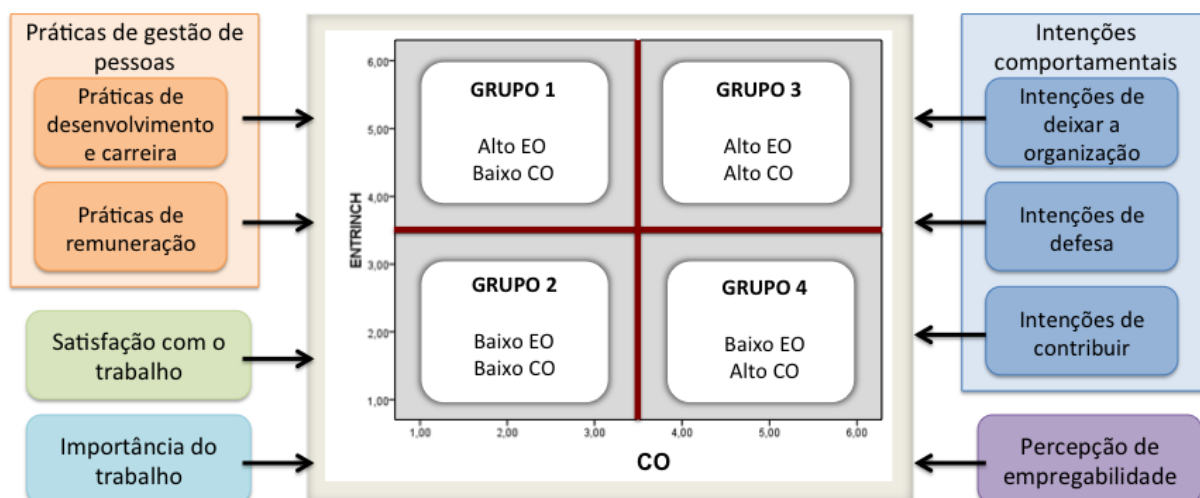 Práticas de gestão de
pessoas
Práticas de
desenvolvimento
e carreira
Práticas de
remuneração
Satisfação com o
trabalho
Importância do
trabalho
ENTRINCH
6,00
5,00
4,00
3,00
2,00
1,00
GRUPO 1
Alto EO
Baixo CO
GRUPO 3
Alto EO
Alto CO
GRUPO 2
Baixo EO
Baixo CO
GRUPO 4
Baixo EO
Alto CO
1,00 2,00 3,00 4,00 5,00 6,00
CO
Intenções
comportamentais
Intenções de
deixar a
organização
Intenções de
defesa
Intenções de
contribuir
Percepção de
empregabilidade